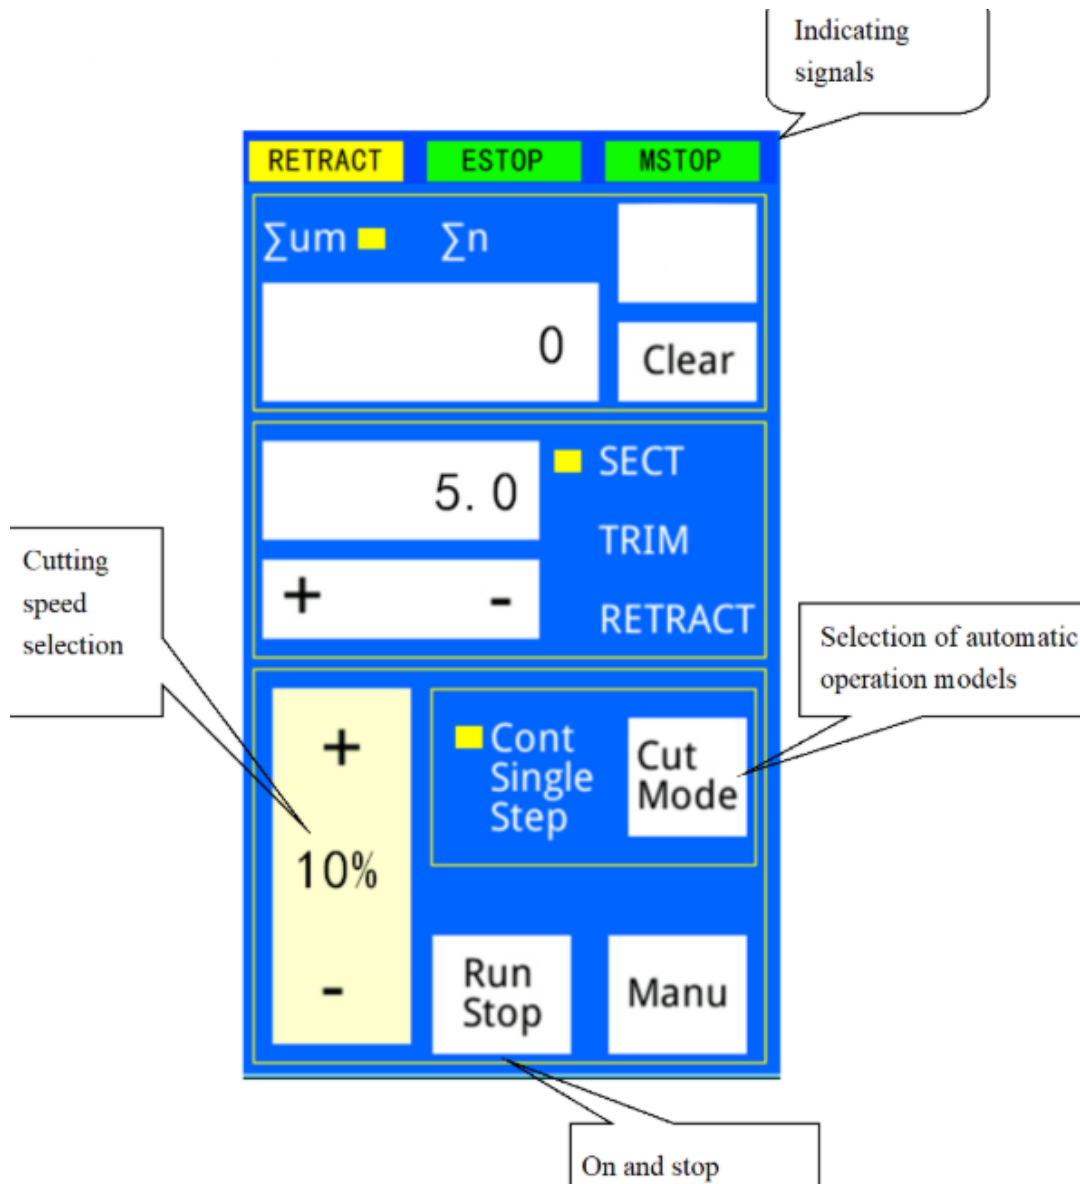 Indicating
signals
RETRACT ESTOP MSTOP
∑um ∑n
0
Clear
5.0
SECT
TRIM
RETRACT
+ -
Cutting
speed
selection
Selection of automatic
operation models
+
10%
-
Cont
Single
Step
Cut
Mode
Run
Stop
Manu
On and stop